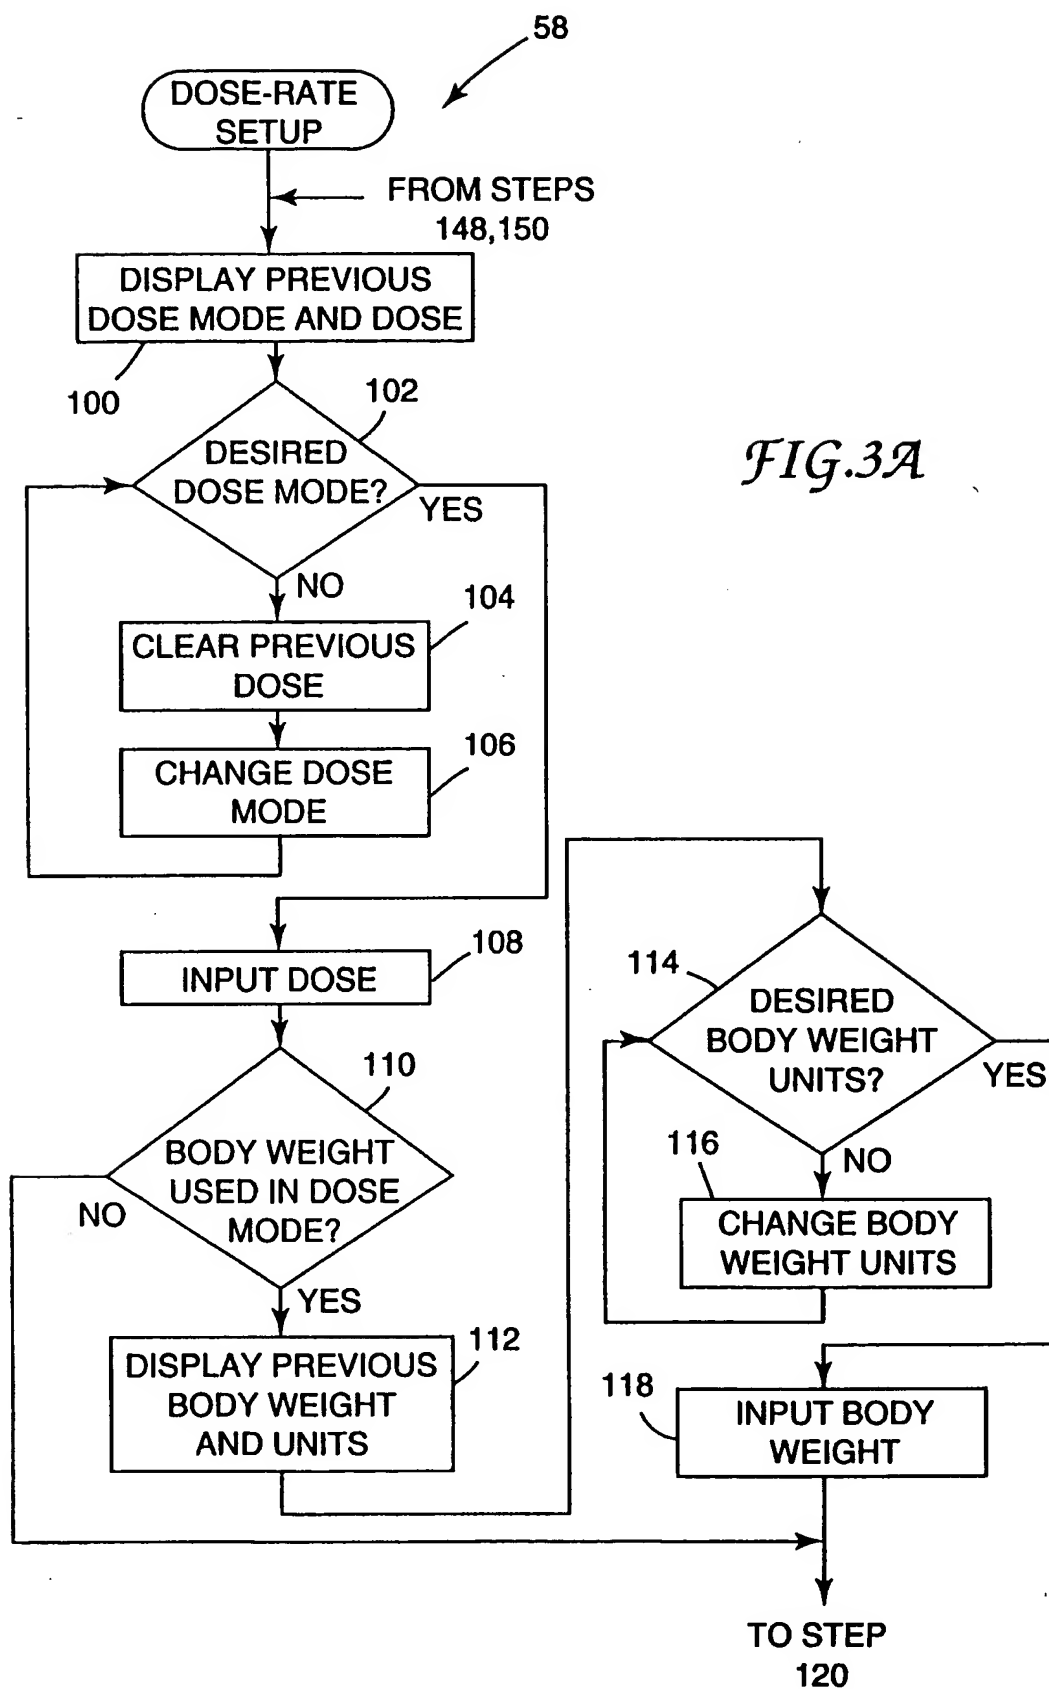 58
DOSE-RATE
SETUP
FROM STEPS
148,150
DISPLAY PREVIOUS
DOSE MODE AND DOSE
100
102
DESIRED
DOSE MODE?
YES
NO
FIG.3A
104
CLEAR PREVIOUS
DOSE
106
CHANGE DOSE
MODE
108
INPUT DOSE
110
BODY WEIGHT
USED IN DOSE
MODE?
NO
YES
112
DISPLAY PREVIOUS
BODY WEIGHT
AND UNITS
114
DESIRED
BODY WEIGHT
UNITS?
YES
NO
116
CHANGE BODY
WEIGHT UNITS
118
INPUT BODY
WEIGHT
TO STEP
120